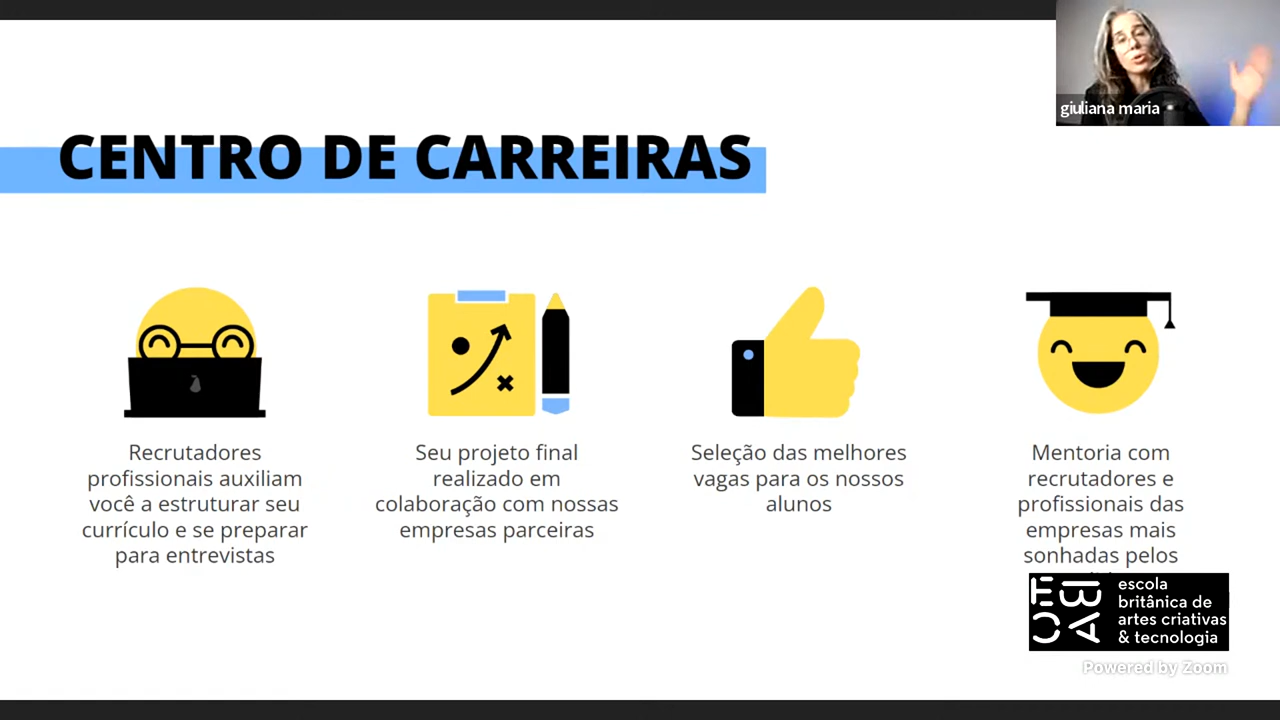 giuliana maria
CENTRO DE CARREIRAS
Recrutadores
profissionais auxiliam
você a estruturar seu
currículo e se preparar
para entrevistas
Seu projeto final
realizado em
colaboração com nossas
empresas parceiras
Seleção das melhores
vagas para os nossos
alunos
Mentoria com
recrutadores e
profissionais das
empresas mais
sonhadas pelos
escola
britânica de
artes criativas
& tecnologia
Powered by Zoom